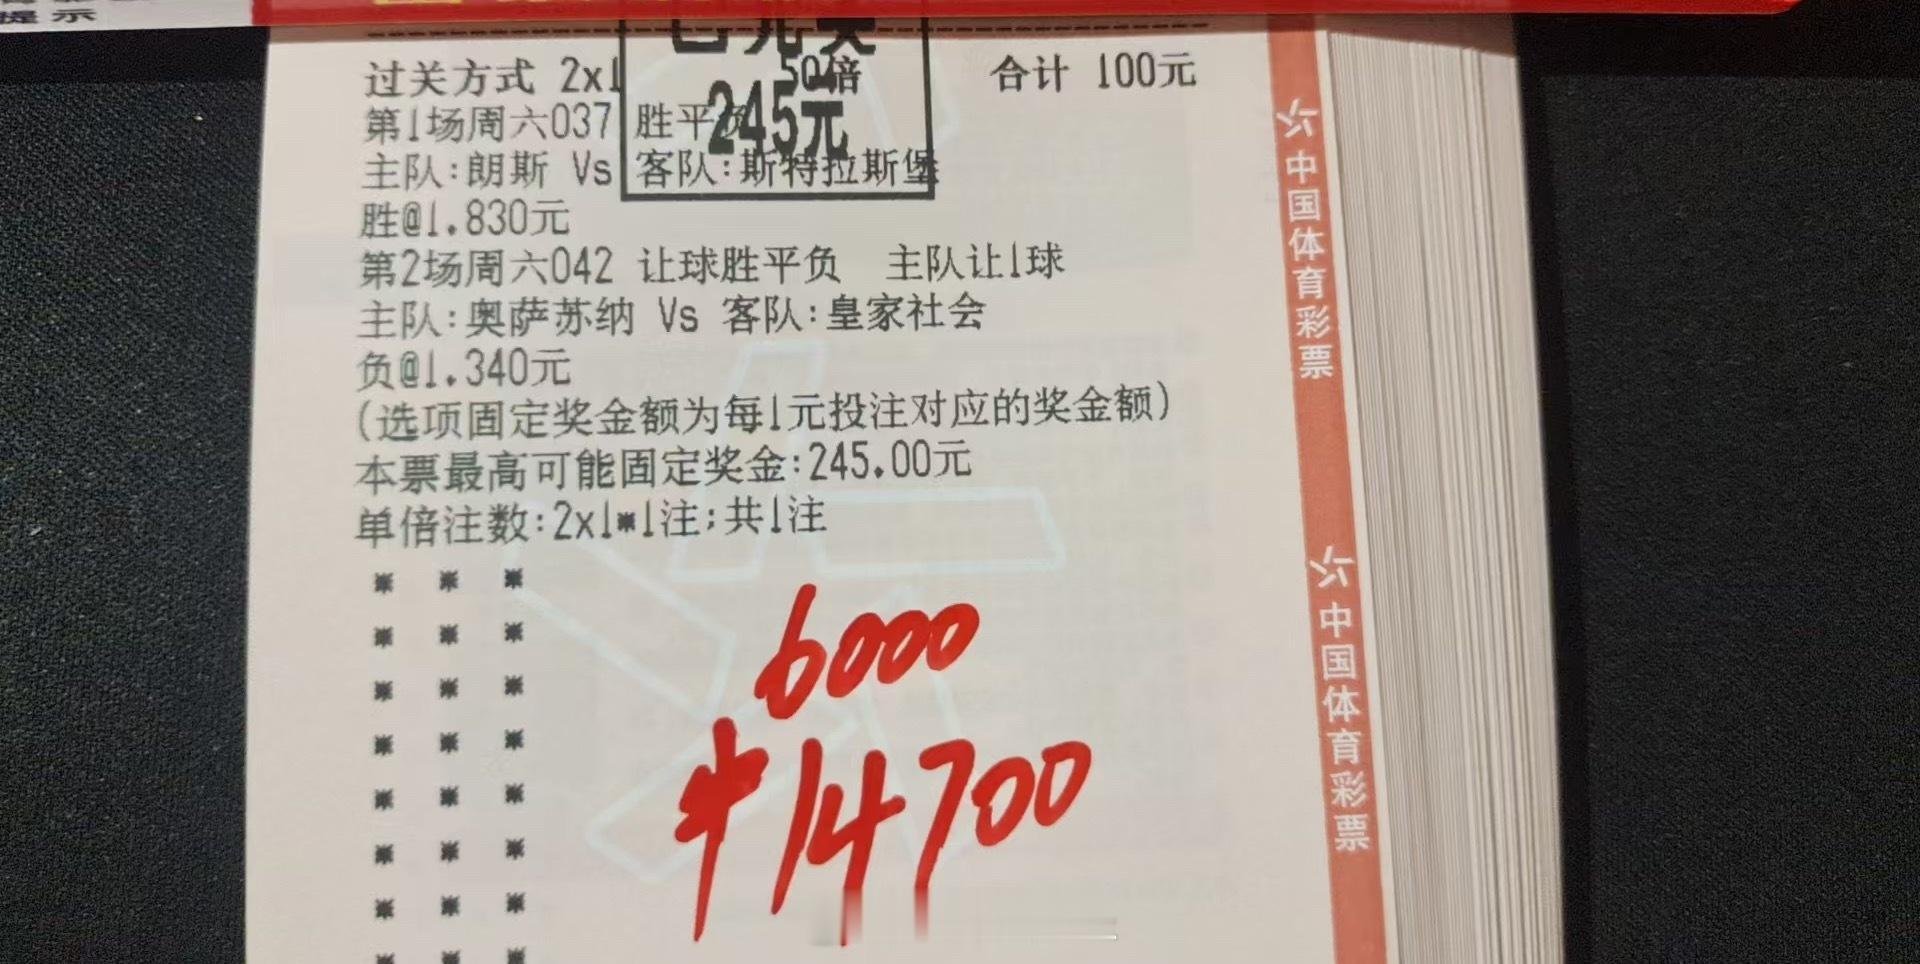 提示
过关方式 2x1 50倍 合计 100元
245元
第1场周六037 胜平负
主队:朗斯 Vs 客队:斯特拉斯堡
胜@1.830元
第2场周六042 让球胜平负 主队让1球
主队:奥萨苏纳 Vs 客队:皇家社会
负@1.340元
(选项固定奖金额为每1元投注对应的奖金额)
本票最高可能固定奖金:245.00元
单倍注数:2x1*1注;共1注
6000
中14700
中国体育彩票
中国体育彩票